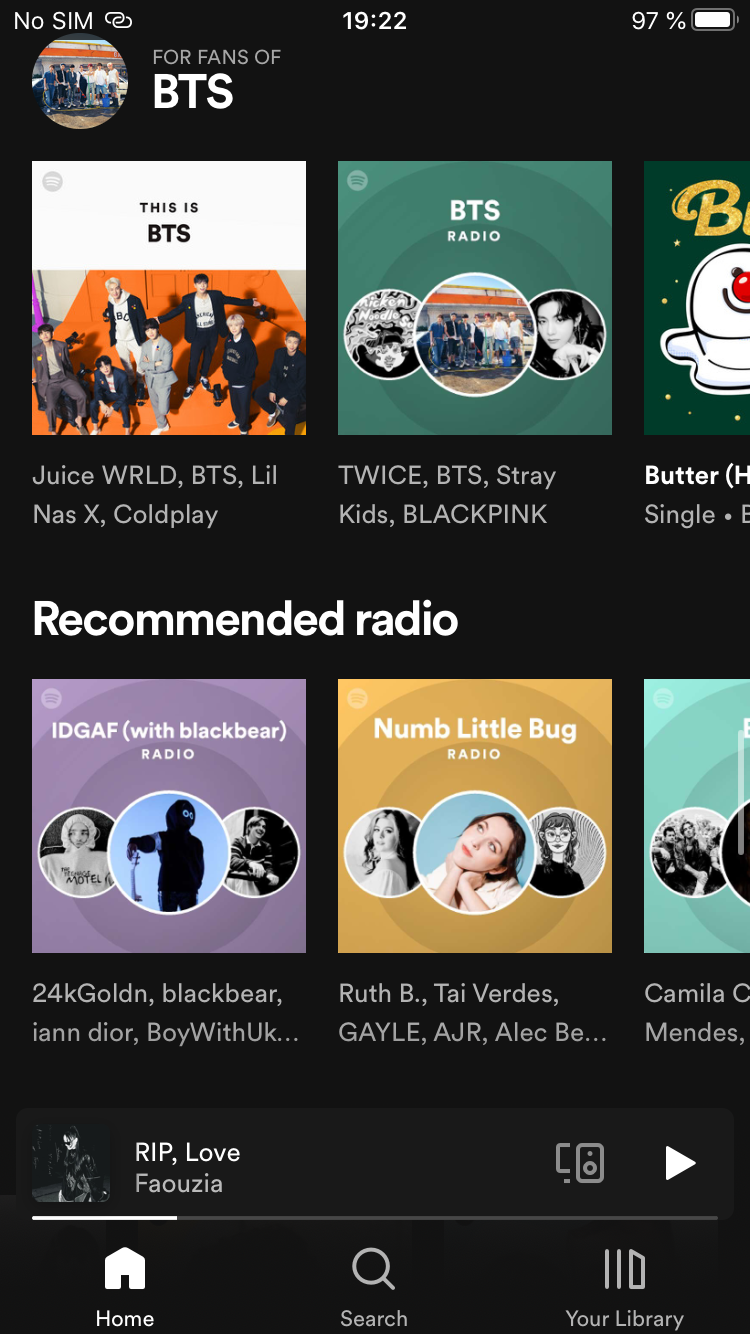 No SIM 19:22 97 %
FOR FANS OF
BTS
THIS IS
BTS
BTS
RADIO
Juice WRLD, BTS, Lil
Nas X, Coldplay
TWICE, BTS, Stray
Kids, BLACKPINK
Butter (H
Single • B
Recommended radio
IDGAF (with blackbear)
RADIO
Numb Little Bug
RADIO
24kGoldn, blackbear,
iann dior, BoyWithUk...
Ruth B., Tai Verdes,
GAYLE, AJR, Alec Be...
Camila C
Mendes,
RIP, Love
Faouzia
Home
Search
Your Library